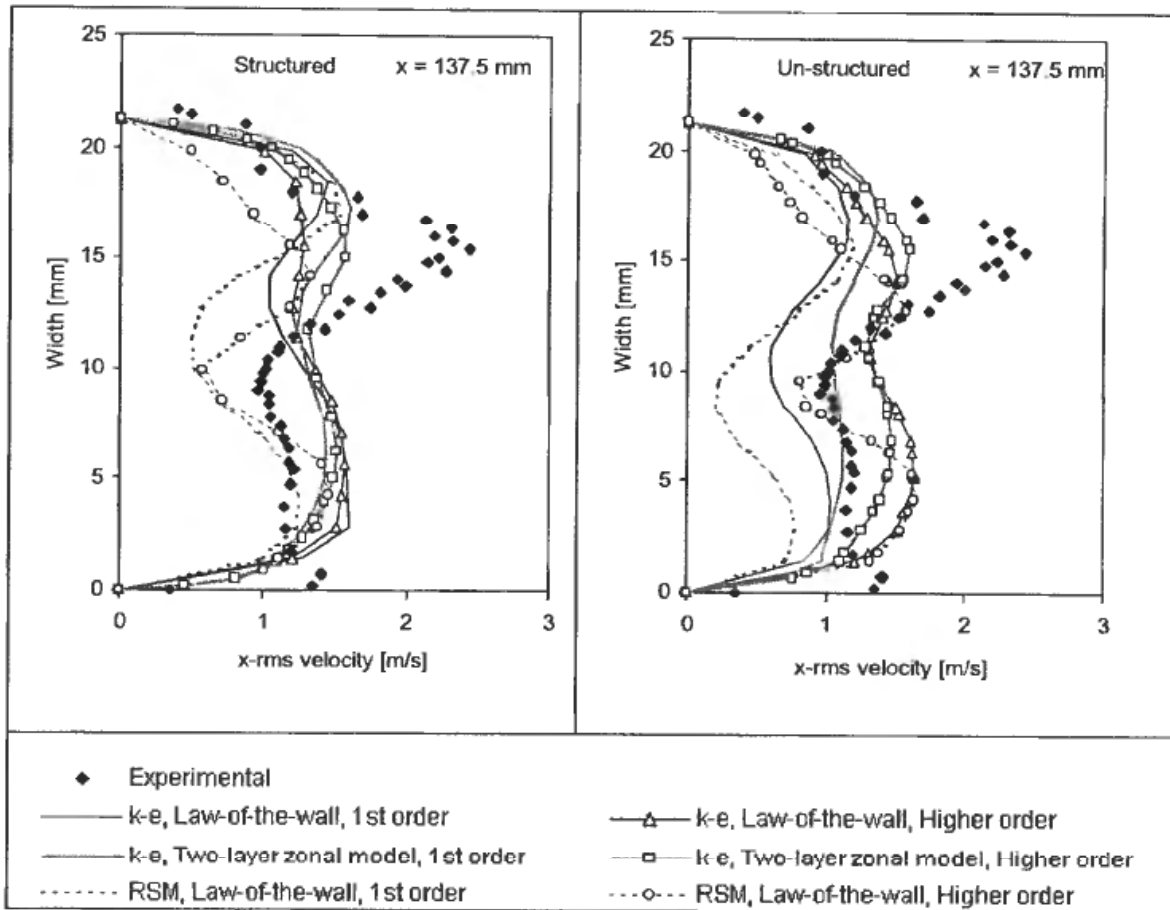 25
Structured x = 137.5 mm
20
15
10
5
0
Width [mm]
0 1 2 3
x-rms velocity [m/s]
25
Un-structured x = 137.5 mm
20
15
10
5
0
Width [mm]
0 1 2 3
x-rms velocity [m/s]
Experimental
k-e, Law-of-the-wall, 1st order
k-e, Two-layer zonal model, 1st order
RSM, Law-of-the-wall, 1st order
k-e, Law-of-the-wall, Higher order
k-e, Two-layer zonal model, Higher order
RSM, Law-of-the-wall, Higher order